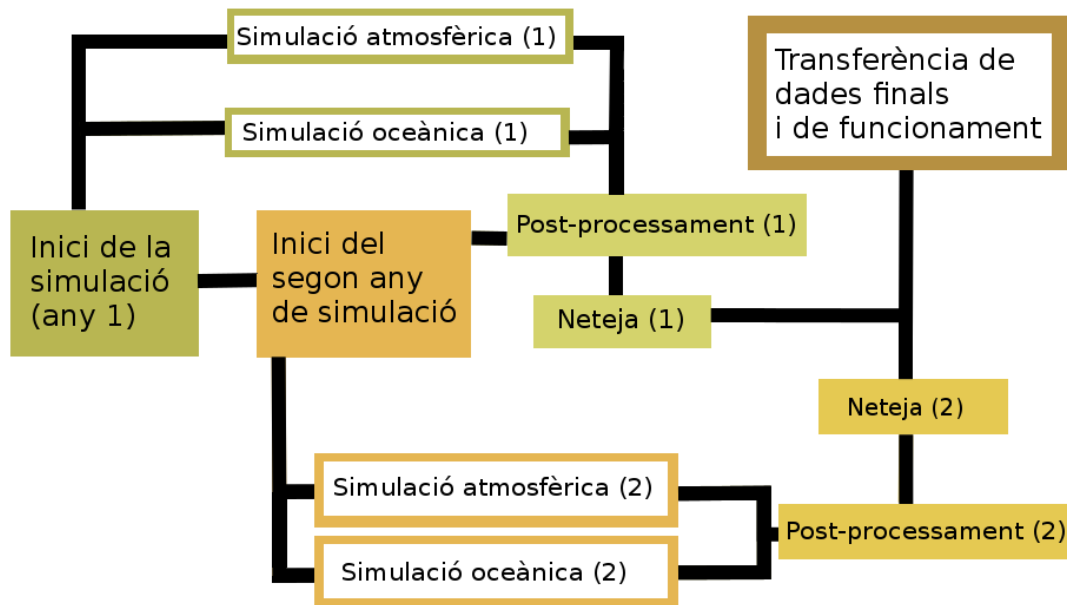 Simulació atmosfèrica (1)
Simulació oceànica (1)
Transferència de
dades finals
i de funcionament
Inici de la
simulació
(any 1)
Inici del
segon any
de simulació
Post-processament (1)
Neteja (1)
Neteja (2)
Simulació atmosfèrica (2)
Simulació oceànica (2)
Post-processament (2)